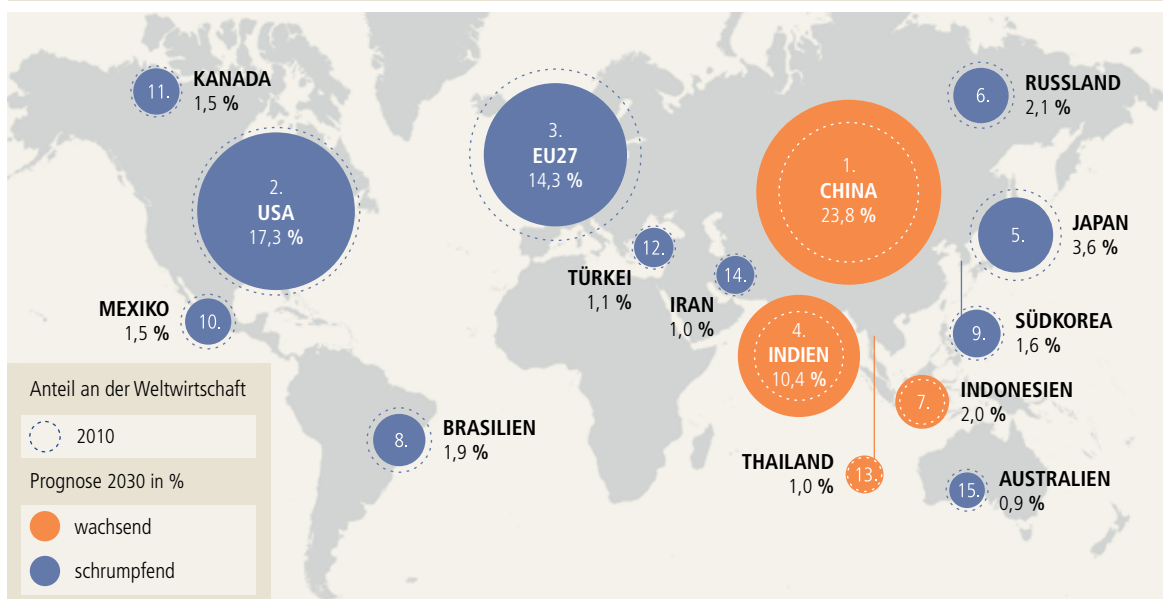 11.
KANADA
1,5 %
2.
USA
17,3 %
MEXIKO
1,5 %
10.
3.
EU27
14,3 %
12.
TÜRKEI
1,1 %
14.
IRAN
1,0 %
1.
CHINA
23,8 %
6.
RUSSLAND
2,1 %
5.
JAPAN
3,6 %
9.
SÜDKOREA
1,6 %
4.
INDIEN
10,4 %
7.
INDONESIEN
2,0 %
8.
BRASILIEN
1,9 %
THAILAND
1,0 %
13.
15.
AUSTRALIEN
0,9 %
Anteil an der Weltwirtschaft
2010
Prognose 2030 in %
wachsend
schrumpfend